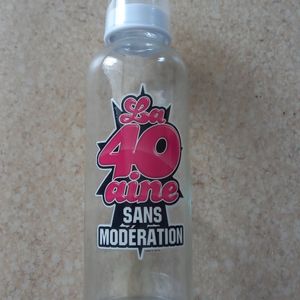 La
40
aine
SANS
MODÉRATION